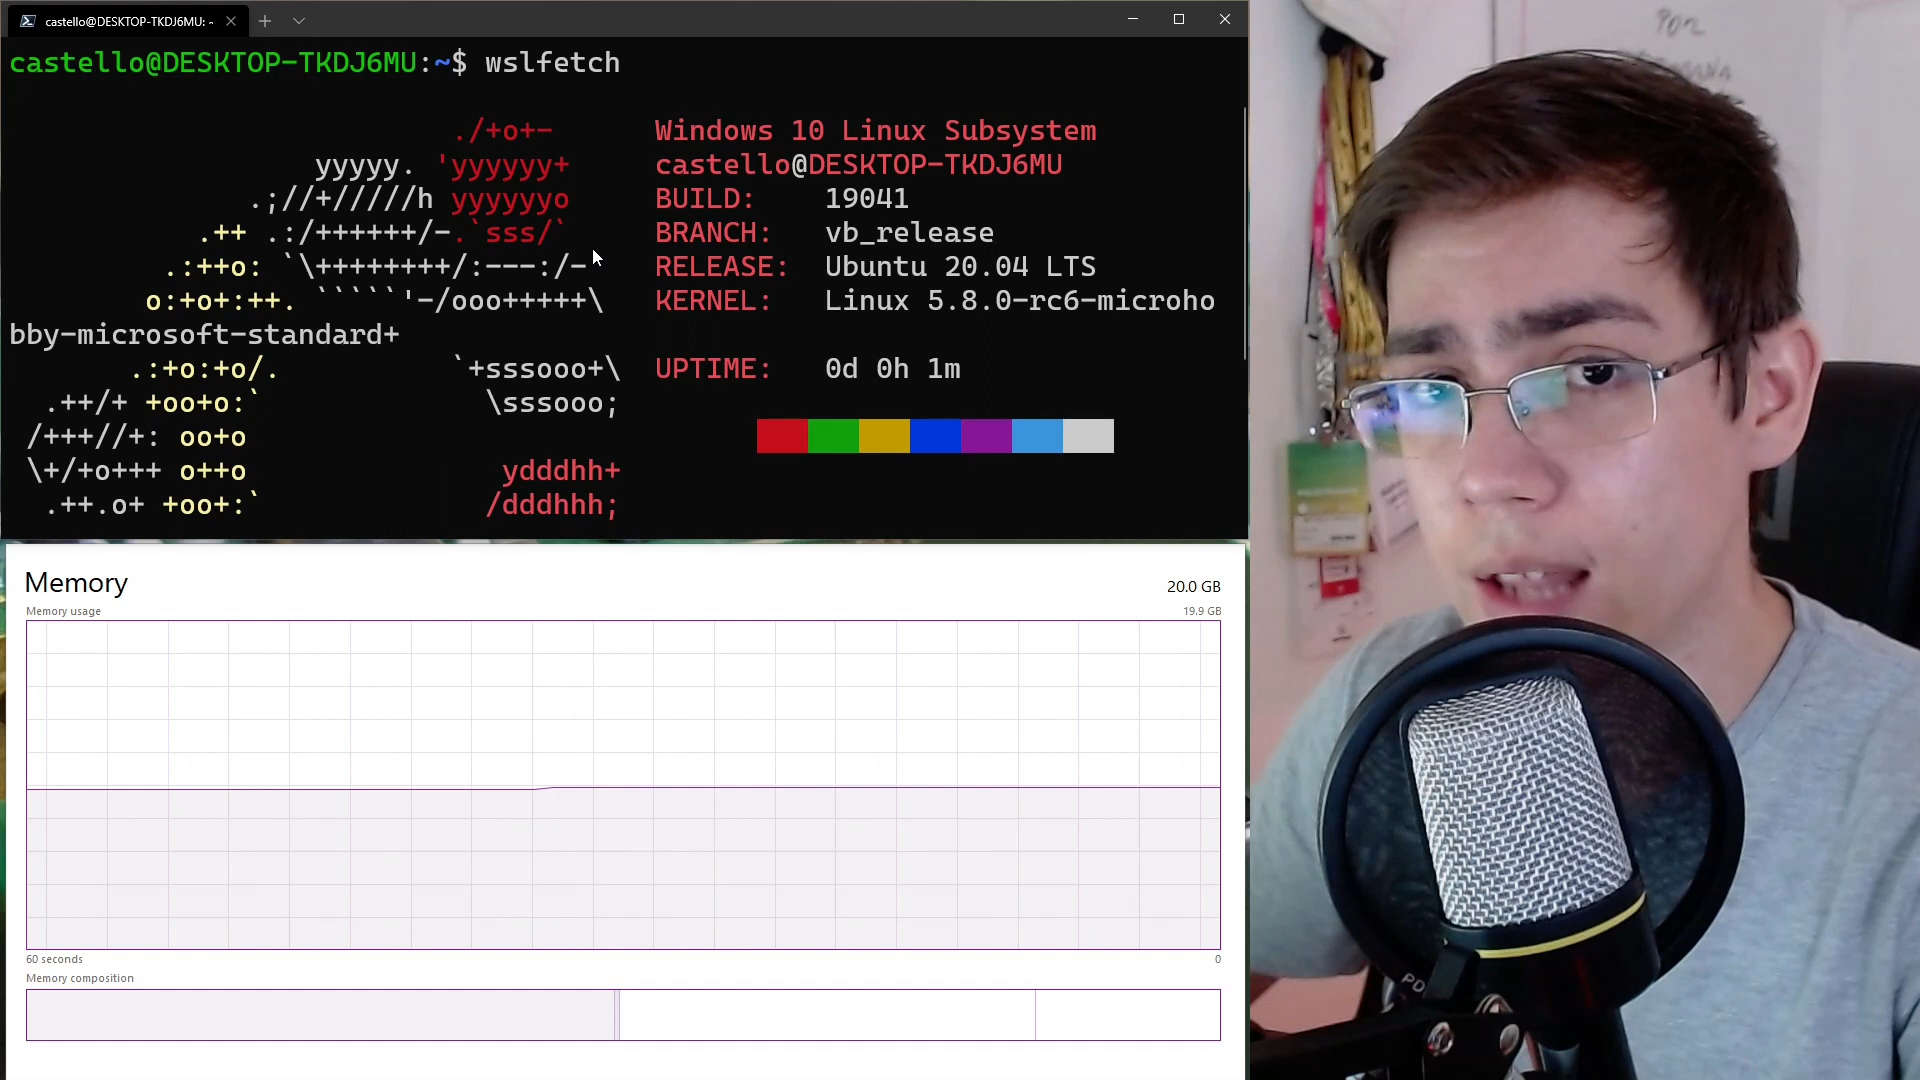 castello@DESKTOP-TKDJ6MU: ~
castello@DESKTOP-TKDJ6MU:~$ wslfetch
./+o+- Windows 10 Linux Subsystem
yyyyy. 'yyyyyy+ castello@DESKTOP-TKDJ6MU
.;//+/////h yyyyyyo BUILD: 19041
.++ .:/++++++/-.`sss/` BRANCH: vb_release
.:++o: `\++++++++/:---:/- RELEASE: Ubuntu 20.04 LTS
o:+o+:++. `````'-/ooo+++++\ KERNEL: Linux 5.8.0-rc6-microho
bby-microsoft-standard+
.:+o:+o/. `+sssooo+\ UPTIME: 0d 0h 1m
.++/+ +oo+o:` \sssooo;
/+++//+: oo+o
\+/+o+++ o++o ydddhh+
.++.o+ +oo+:` /dddhhh;
Memory 20.0 GB
Memory usage 19.9 GB
60 seconds 0
Memory composition
POR